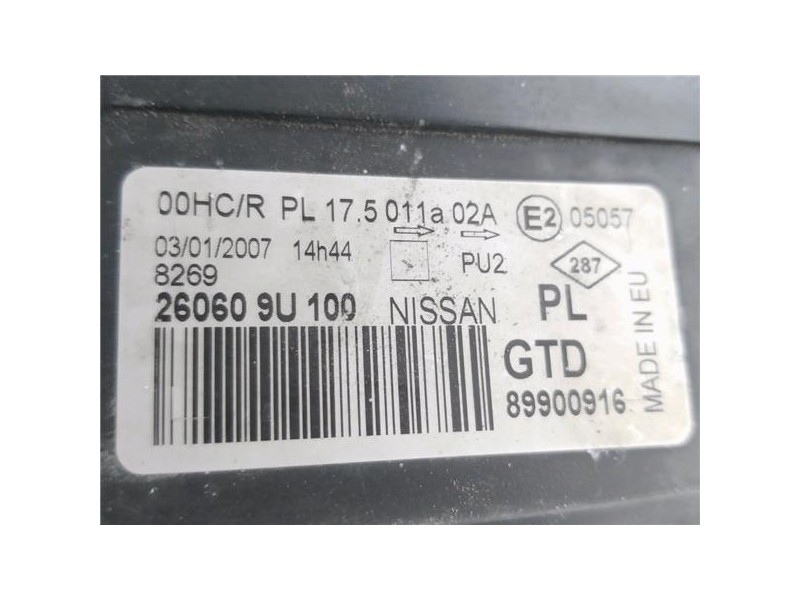 00HC/R PL 17.5 011a 02A E2 05057
03/01/2007 14h44 PU2 287
8269
26060 9U 100 NISSAN PL
GTD
89900916
MADE IN EU